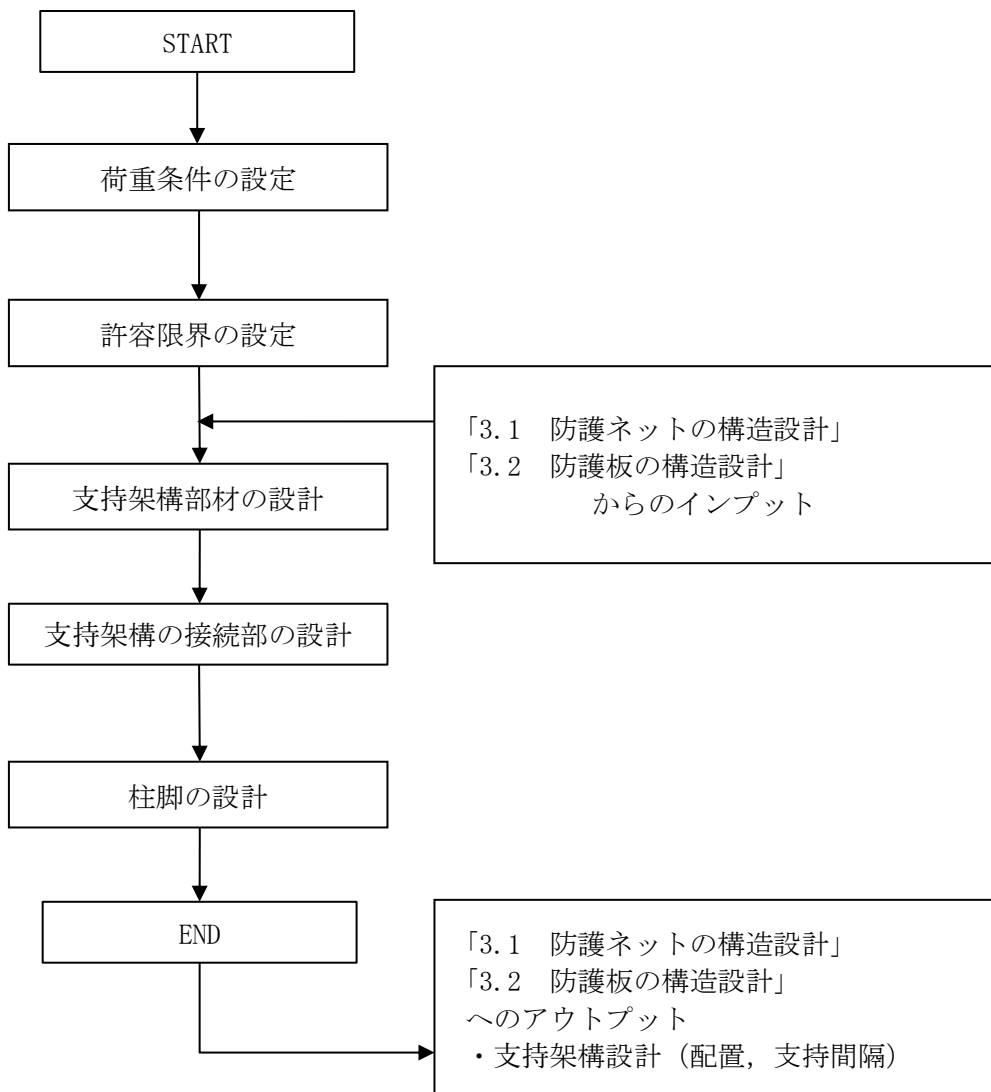 START
荷重条件の設定
許容限界の設定
「3.1　防護ネットの構造設計」
「3.2　防護板の構造設計」
からのインプット
支持架構部材の設計
支持架構の接続部の設計
柱脚の設計
END
「3.1　防護ネットの構造設計」
「3.2　防護板の構造設計」
へのアウトプット
・支持架構設計（配置，支持間隔）